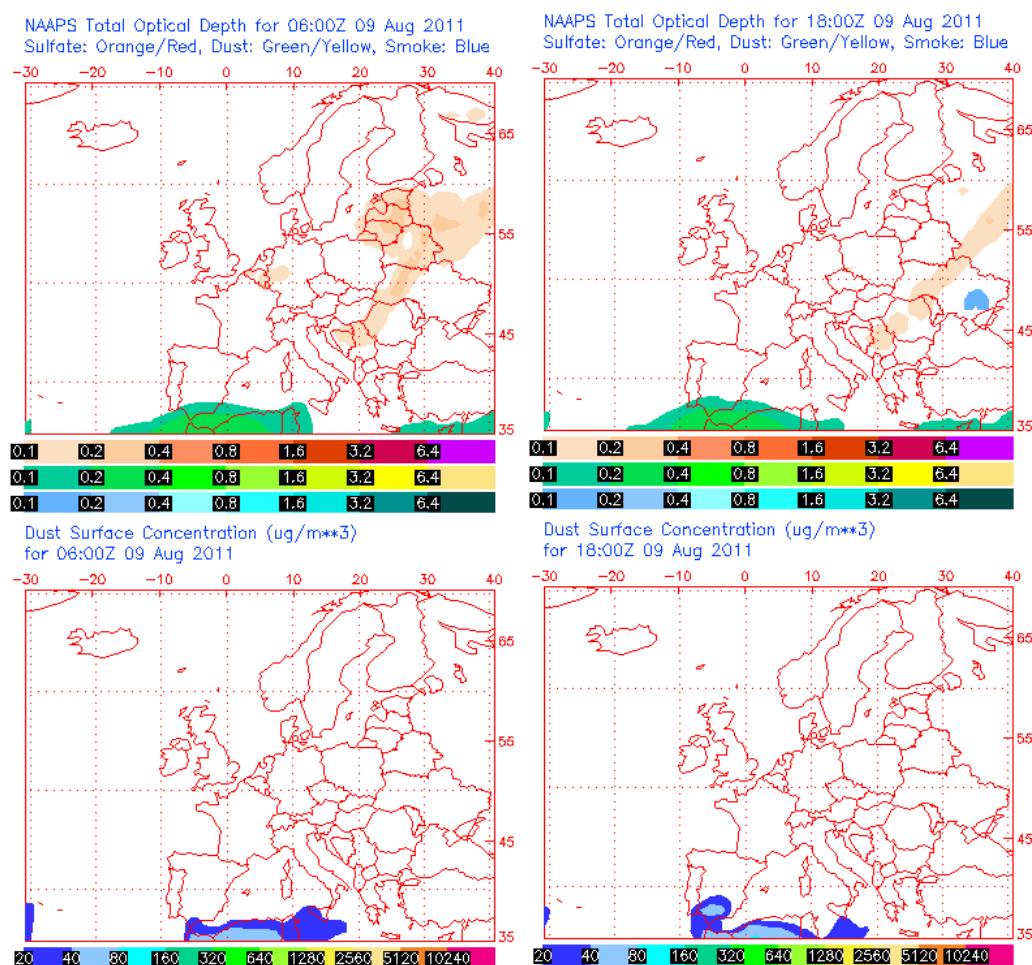 NAAPS Total Optical Depth for 06:00Z 09 Aug 2011
Sulfate: Orange/Red, Dust: Green/Yellow, Smoke: Blue
-30 -20 -10 0 10 20 30 40
65
55
45
35
0.1 0.2 0.4 0.8 1.6 3.2 6.4
0.1 0.2 0.4 0.8 1.6 3.2 6.4
0.1 0.2 0.4 0.8 1.6 3.2 6.4
NAAPS Total Optical Depth for 18:00Z 09 Aug 2011
Sulfate: Orange/Red, Dust: Green/Yellow, Smoke: Blue
-30 -20 -10 0 10 20 30 40
65
55
45
35
0.1 0.2 0.4 0.8 1.6 3.2 6.4
0.1 0.2 0.4 0.8 1.6 3.2 6.4
0.1 0.2 0.4 0.8 1.6 3.2 6.4
Dust Surface Concentration (ug/m**3)
for 06:00Z 09 Aug 2011
-30 -20 -10 0 10 20 30 40
65
55
45
35
20 40 80 160 320 640 1280 2560 5120 10240
Dust Surface Concentration (ug/m**3)
for 18:00Z 09 Aug 2011
-30 -20 -10 0 10 20 30 40
65
55
45
35
20 40 80 160 320 640 1280 2560 5120 10240